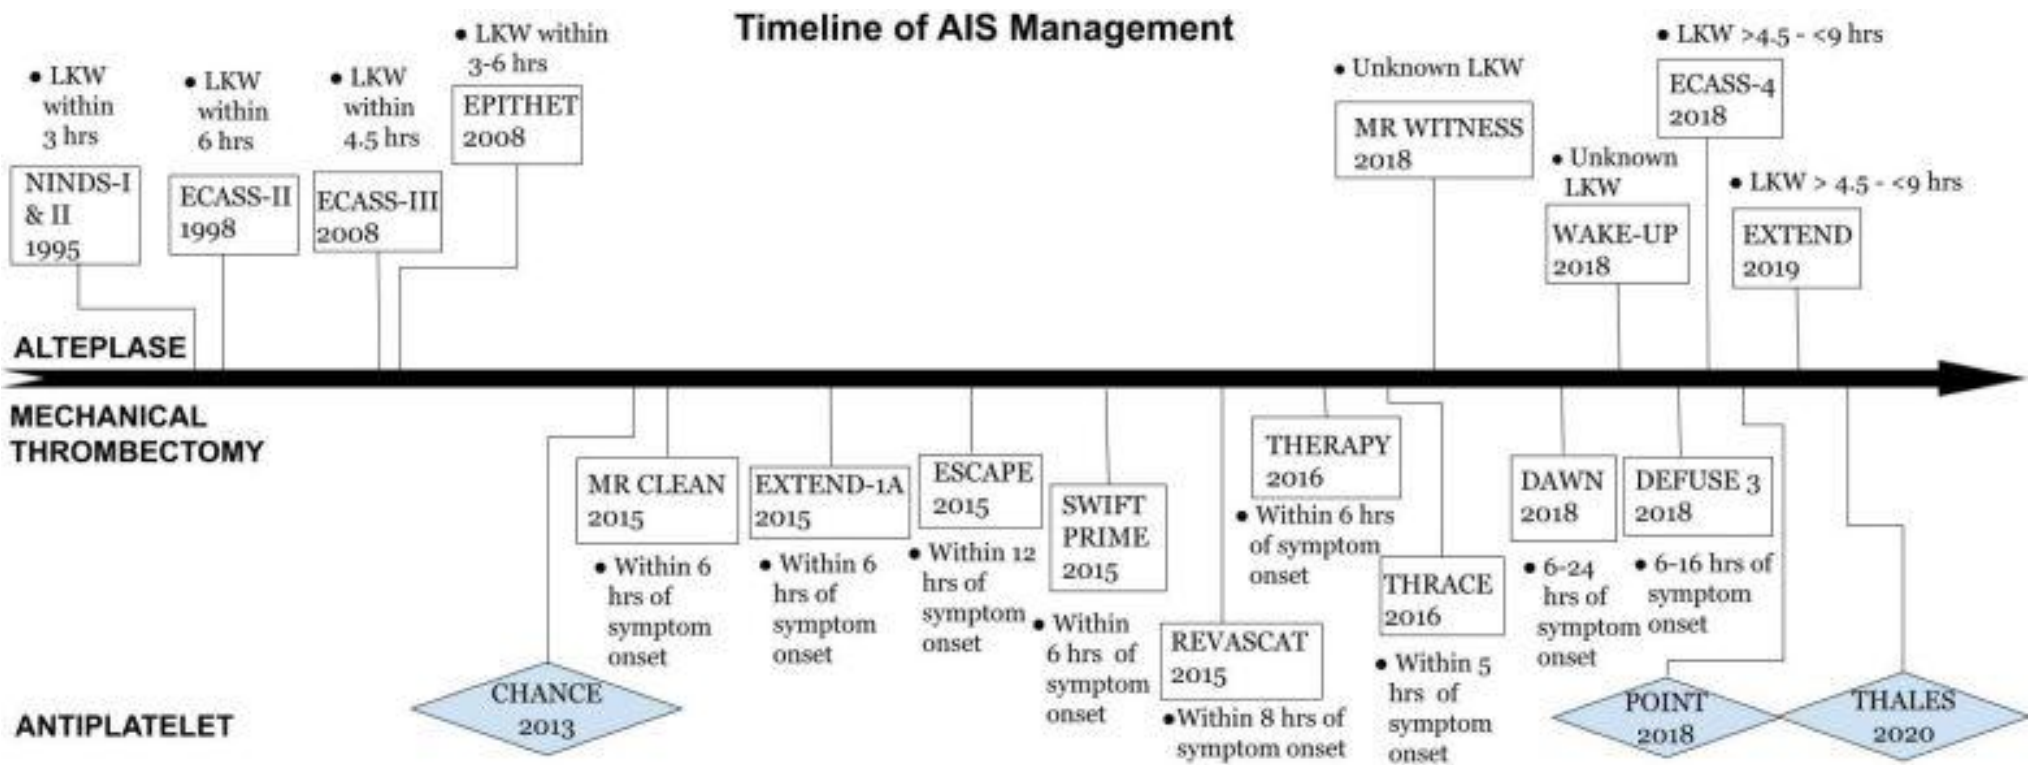 Timeline of AIS Management
• LKW
within
3 hrs
NINDS-I
& II
1995
• LKW
within
6 hrs
ECASS-II
1998
• LKW
within
4.5 hrs
ECASS-III
2008
• LKW within
3-6 hrs
EPITHET
2008
• Unknown LKW
MR WITNESS
2018
• Unknown
LKW
WAKE-UP
2018
• LKW >4.5 - <9 hrs
ECASS-4
2018
• LKW > 4.5 - <9 hrs
EXTEND
2019
ALTEPLASE
MECHANICAL
THROMBECTOMY
MR CLEAN
2015
• Within 6
hrs of
symptom
onset
EXTEND-1A
2015
• Within 6
hrs of
symptom
onset
ESCAPE
2015
• Within 12
hrs of
symptom
onset
SWIFT
PRIME
2015
• Within
6 hrs of
symptom
onset
REVASCAT
2015
•Within 8 hrs of
symptom onset
THERAPY
2016
• Within 6 hrs
of symptom
onset
THRACE
2016
• Within 5
hrs of
symptom
onset
DAWN
2018
• 6-24
hrs of
symptom
onset
DEFUSE 3
2018
• 6-16 hrs of
symptom
onset
ANTIPLATELET
CHANCE
2013
POINT
2018
THALES
2020